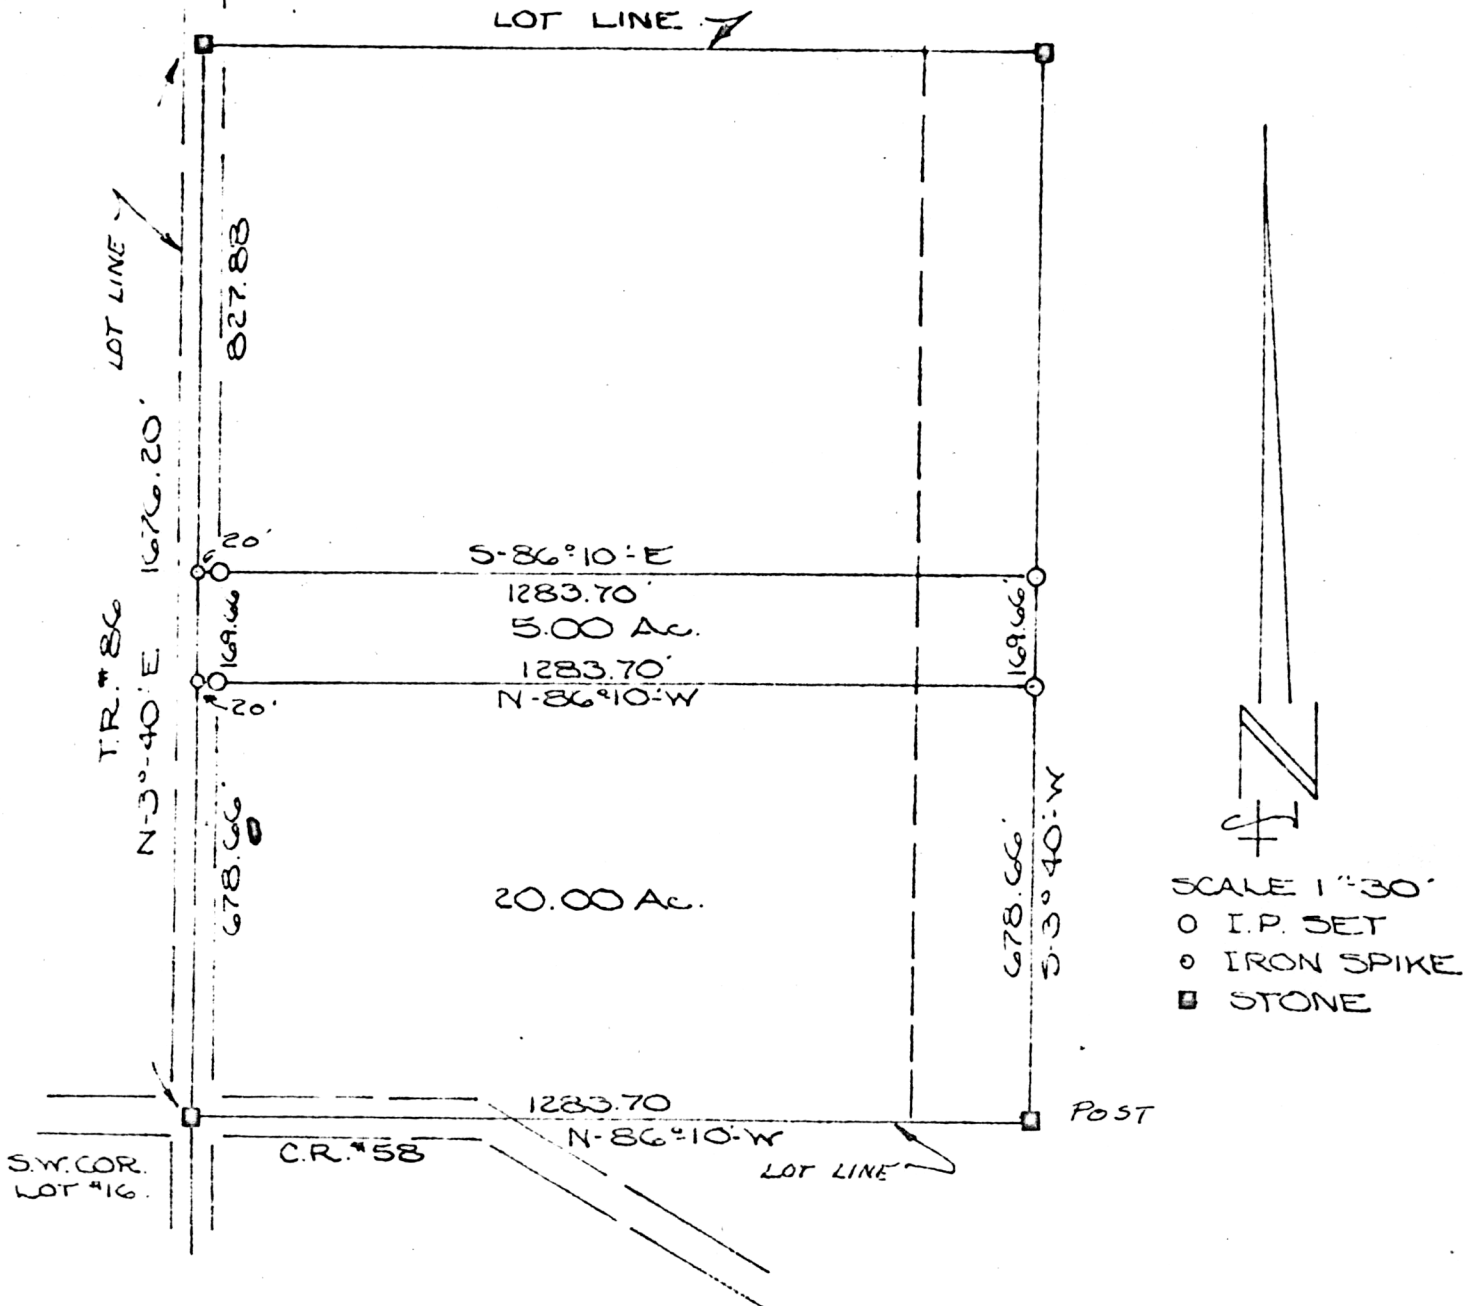 LOT LINE
LOT LINE
827.88
1676.20'
20'
S-86°10'-E
1283.70'
5.00 Ac.
169.66
169.66'
1283.70'
N-86°10'-W
20'
T.R. #86
N-3°-40' E
678.66'
20.00 Ac.
678.66'
S-3°40'-W
N
SCALE 1"=30'
I.P. SET
IRON SPIKE
STONE
1283.70
N-86°10'-W
POST
C.R. #58
S.W. COR.
LOT #16.
LOT LINE